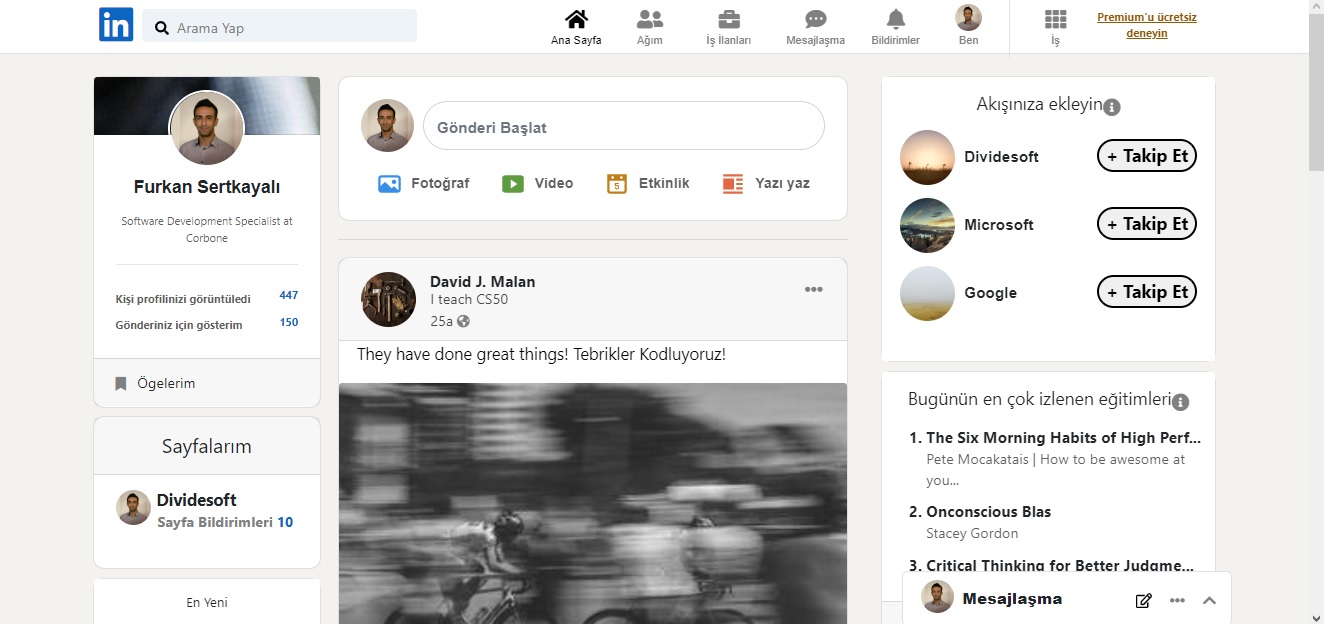 in
Arama Yap
Ana Sayfa
Ağım
İş İlanları
Mesajlaşma
Bildirimler
Ben
İş
Premium'u ücretsiz
deneyin
Furkan Sertkayalı
Software Development Specialist at
Corbone
Kişi profilinizi görüntüledi 447
Gönderiniz için gösterim 150
Ögelerim
Sayfalarım
Dividesoft
Sayfa Bildirimleri 10
En Yeni
Gönderi Başlat
Fotoğraf
Video
5
Etkinlik
Yazı yaz
David J. Malan
I teach CS50
25a
They have done great things! Tebrikler Kodluyoruz!
Akışınıza ekleyin
Dividesoft + Takip Et
Microsoft + Takip Et
Google + Takip Et
Bugünün en çok izlenen eğitimleri
1. The Six Morning Habits of High Perf...
Pete Mocakatais | How to be awesome at
you...
2. Onconscious Blas
Stacey Gordon
3. Critical Thinking for Better Judgme...
Mesajlaşma